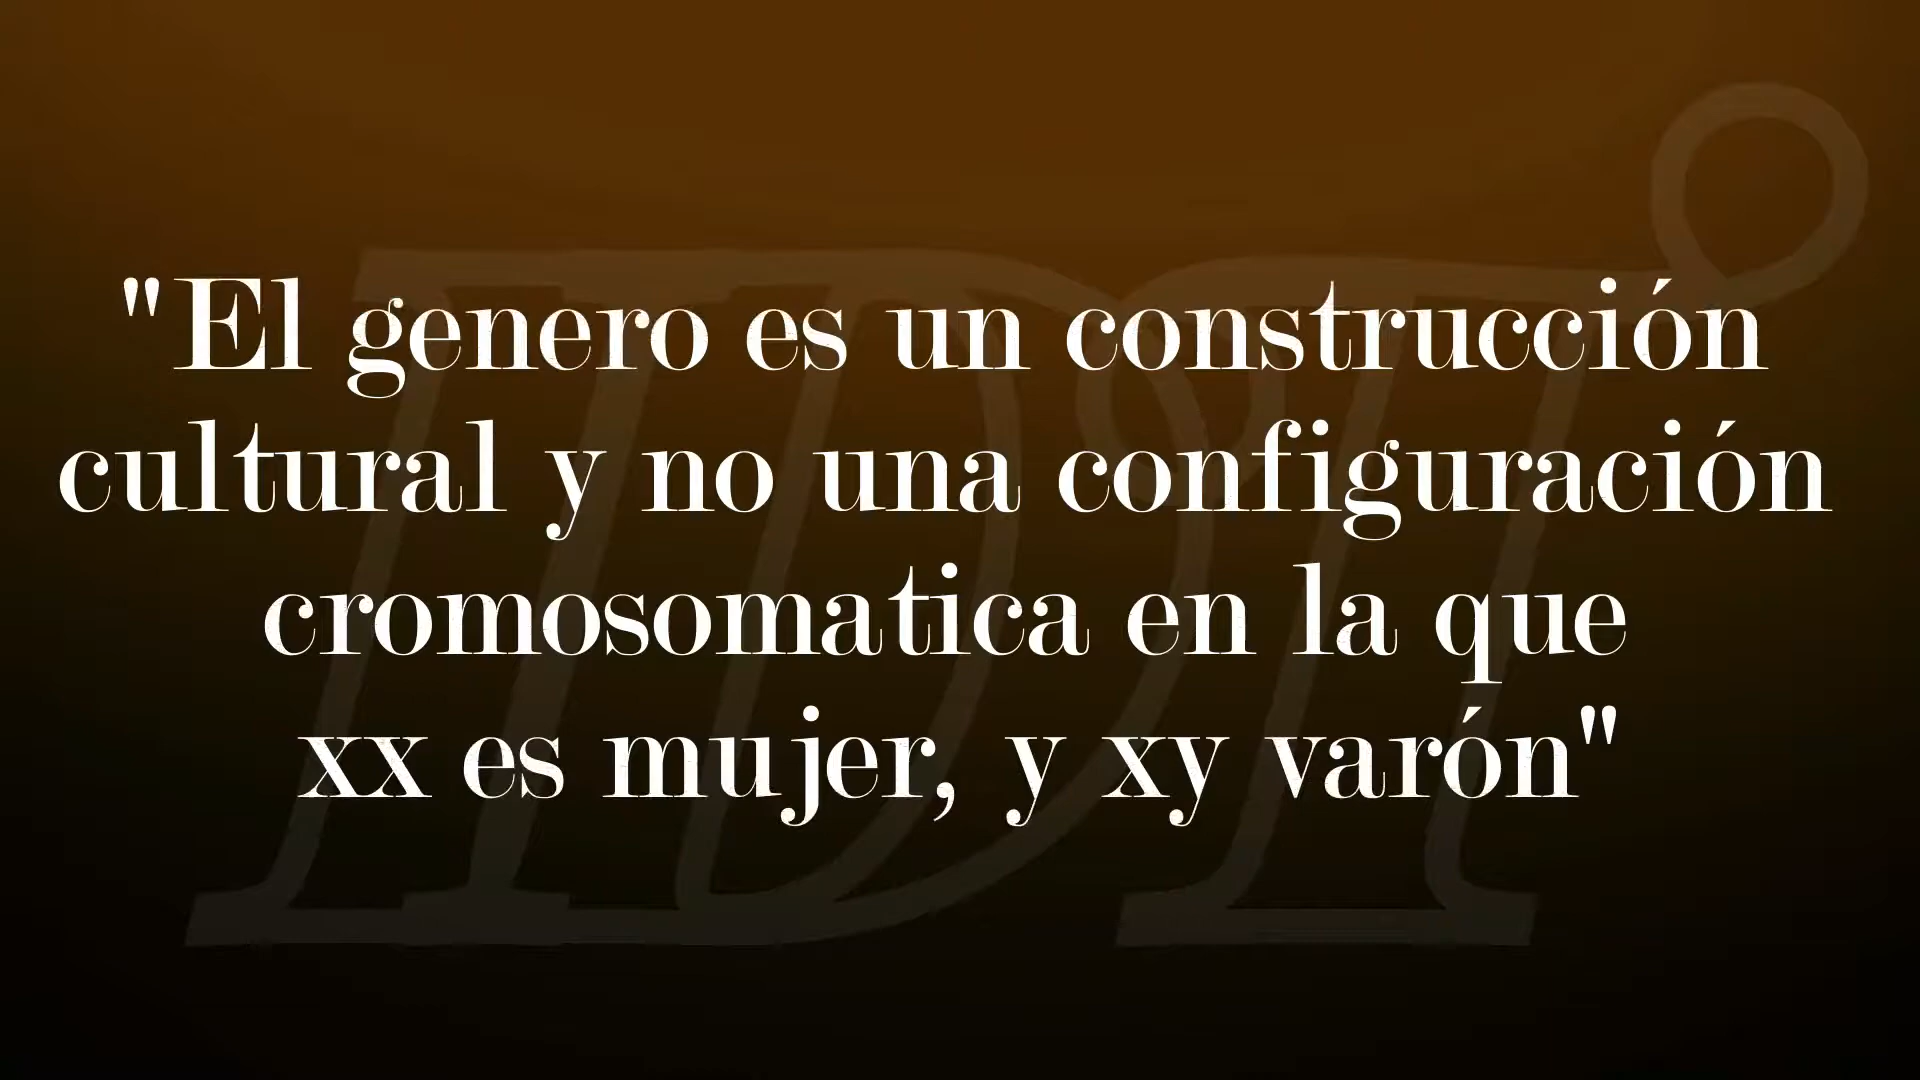 "El genero es un construcción
cultural y no una configuración
cromosomatica en la que
xx es mujer, y xy varón"